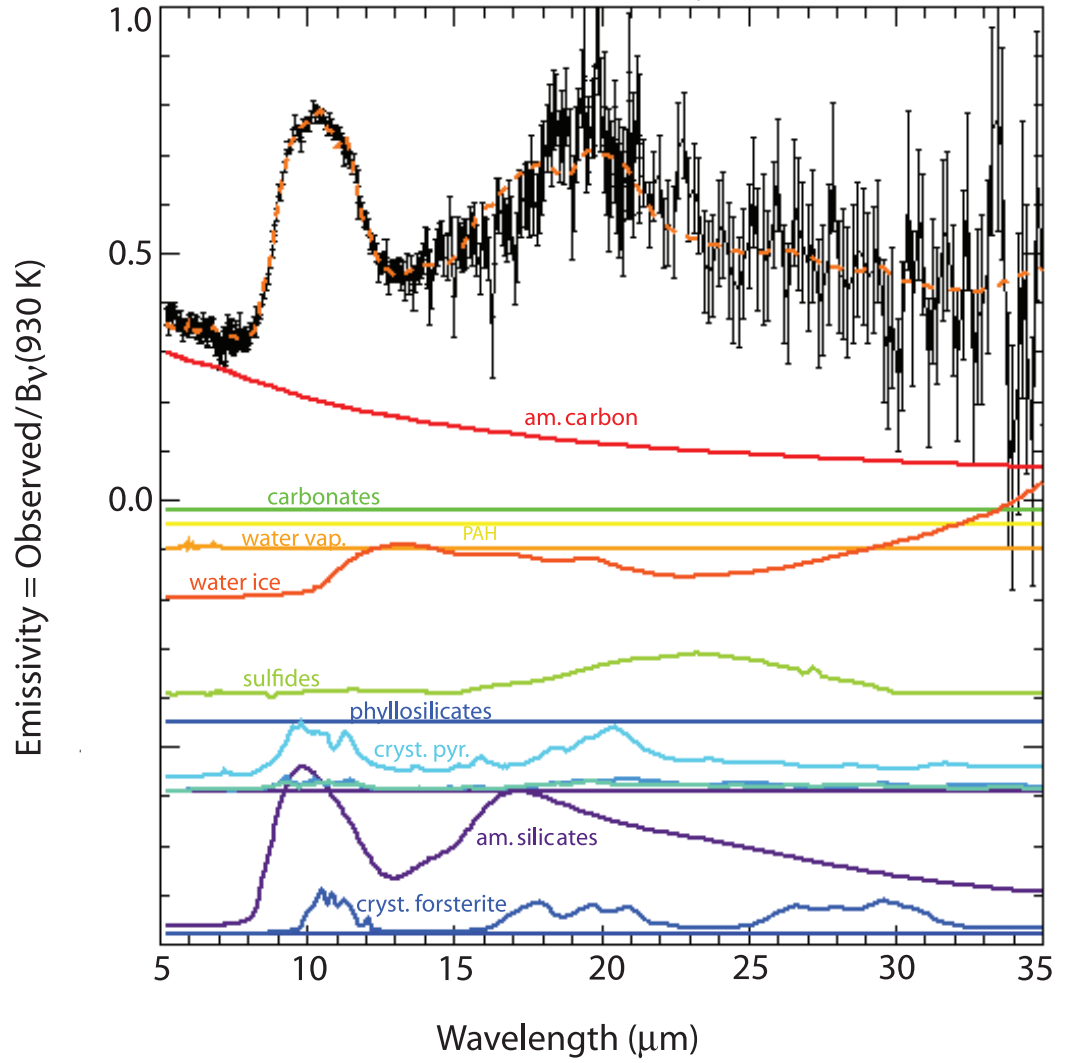 1.0
0.5
0.0
Emissivity = Observed/Bν(930 K)
am. carbon
carbonates
PAH
water vap.
water ice
sulfides
phyllosilicates
cryst. pyr.
am. silicates
cryst. forsterite
5 10 15 20 25 30 35
Wavelength (μm)